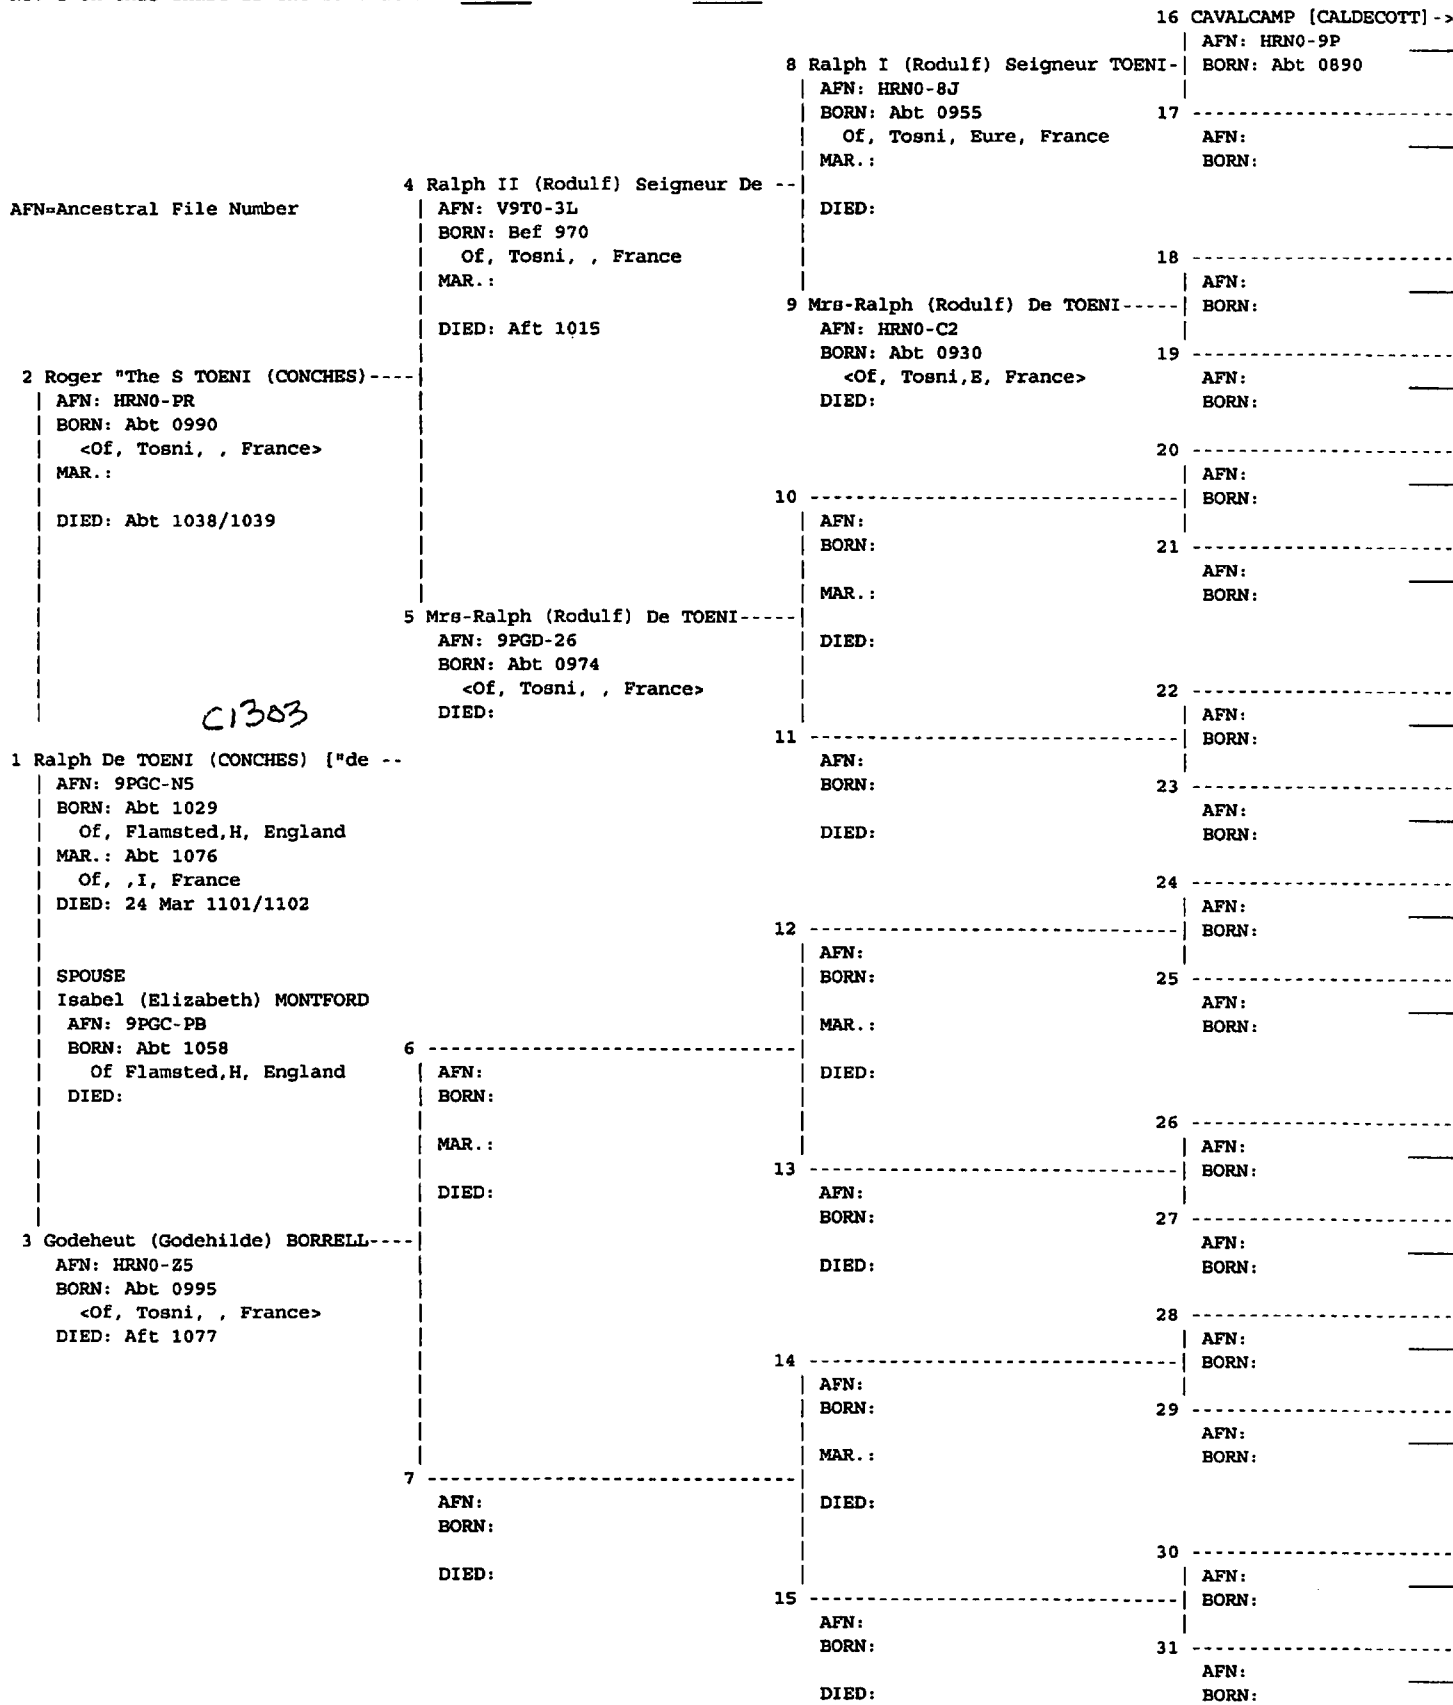 16 CAVALCAMP [CALDECOTT]->
AFN: HRN0-9P
BORN: Abt 0890
8 Ralph I (Rodulf) Seigneur TOENI-
AFN: HRN0-8J
BORN: Abt 0955
Of, Tosni, Eure, France
MAR.:
DIED:
17
AFN:
BORN:
4 Ralph II (Rodulf) Seigneur De --
AFN: V9T0-3L
BORN: Bef 970
Of, Tosni, , France
MAR.:
DIED: Aft 1015
AFN=Ancestral File Number
18
AFN:
BORN:
9 Mrs-Ralph (Rodulf) De TOENI-----
AFN: HRN0-C2
BORN: Abt 0930
<Of, Tosni,E, France>
DIED:
19
AFN:
BORN:
2 Roger "The S TOENI (CONCHES)----
AFN: HRN0-PR
BORN: Abt 0990
<Of, Tosni, , France>
MAR.:
DIED: Abt 1038/1039
20
AFN:
BORN:
10
AFN:
BORN:
MAR.:
DIED:
21
AFN:
BORN:
5 Mrs-Ralph (Rodulf) De TOENI-----
AFN: 9PGD-26
BORN: Abt 0974
<Of, Tosni, , France>
DIED:
22
AFN:
BORN:
11
AFN:
BORN:
DIED:
23
AFN:
BORN:
C1303
1 Ralph De TOENI (CONCHES) ["de --
AFN: 9PGC-N5
BORN: Abt 1029
Of, Flamsted,H, England
MAR.: Abt 1076
Of, ,I, France
DIED: 24 Mar 1101/1102
SPOUSE
Isabel (Elizabeth) MONTFORD
AFN: 9PGC-PB
BORN: Abt 1058
Of Flamsted,H, England
DIED:
24
AFN:
BORN:
12
AFN:
BORN:
MAR.:
DIED:
25
AFN:
BORN:
6
AFN:
BORN:
MAR.:
DIED:
26
AFN:
BORN:
13
AFN:
BORN:
DIED:
27
AFN:
BORN:
3 Godeheut (Godehilde) BORRELL----
AFN: HRN0-Z5
BORN: Abt 0995
<Of, Tosni, , France>
DIED: Aft 1077
28
AFN:
BORN:
14
AFN:
BORN:
MAR.:
DIED:
29
AFN:
BORN:
7
AFN:
BORN:
DIED:
30
AFN:
BORN:
15
AFN:
BORN:
DIED:
31
AFN:
BORN: